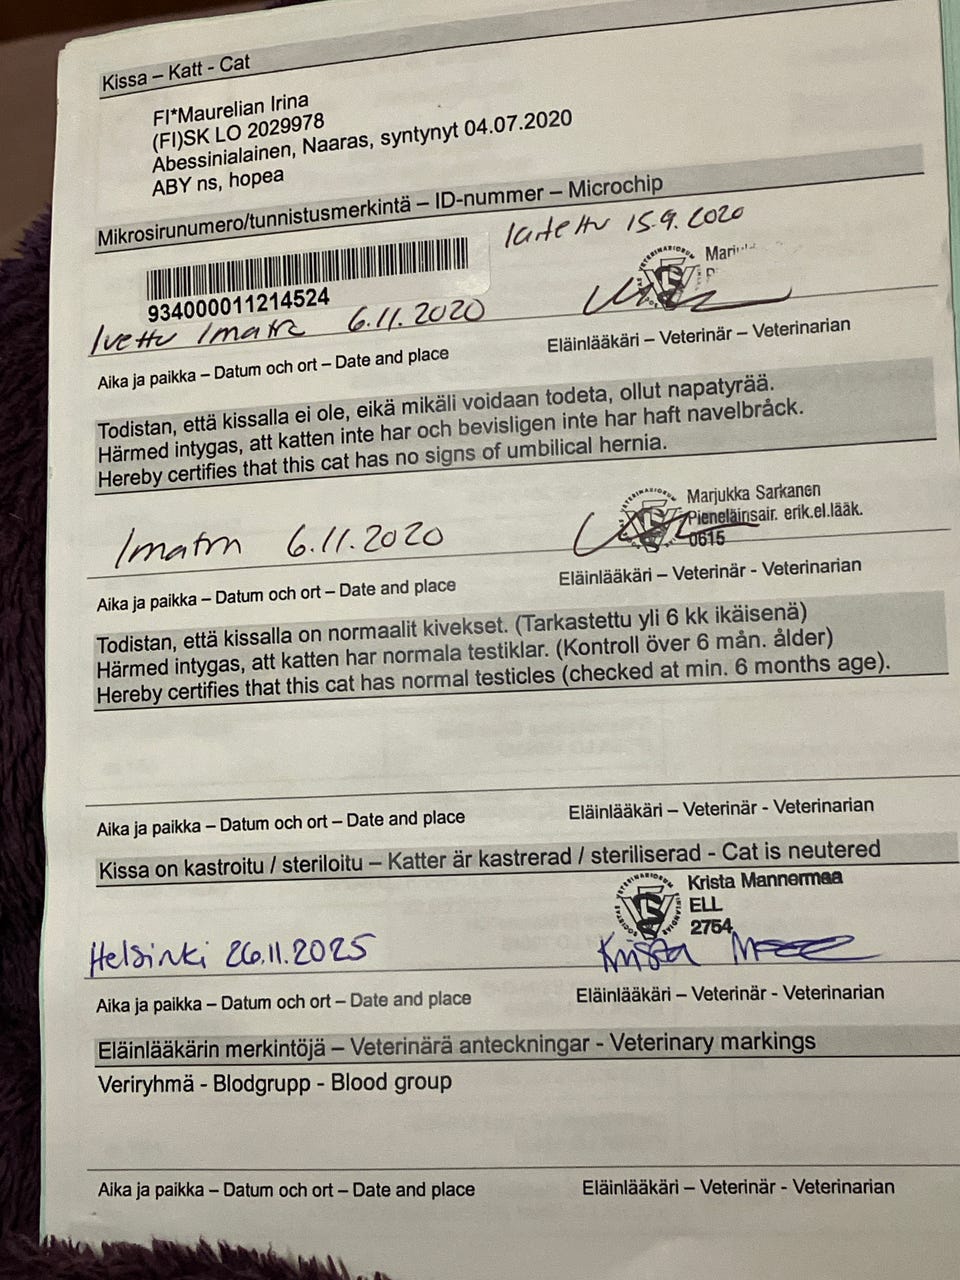 Kissa – Katt - Cat
FI*Maurelian Irina
(FI)SK LO 2029978
Abessinialainen, Naaras, syntynyt 04.07.2020
ABY ns, hopea
Mikrosirunumero/tunnistusmerkintä – ID-nummer – Microchip
15.9.2020
934000011214524
6.11.2020
Aika ja paikka – Datum och ort – Date and place
Eläinlääkäri – Veterinär – Veterinarian
Todistan, että kissalla ei ole, eikä mikäli voidaan todeta, ollut napatyrää.
Härmed intygas, att katten inte har och bevisligen inte har haft navelbråck.
Hereby certifies that this cat has no signs of umbilical hernia.
Marjukka Sarkanen
Pieneläinsair. erik.el.lääk.
0615
Imatra 6.11.2020
Aika ja paikka – Datum och ort – Date and place
Eläinlääkäri – Veterinär - Veterinarian
Todistan, että kissalla on normaalit kivekset. (Tarkastettu yli 6 kk ikäisenä)
Härmed intygas, att katten har normala testiklar. (Kontroll över 6 mån. ålder)
Hereby certifies that this cat has normal testicles (checked at min. 6 months age).
Aika ja paikka – Datum och ort – Date and place
Eläinlääkäri – Veterinär - Veterinarian
Kissa on kastroitu / steriloitu – Katter är kastrerad / steriliserad - Cat is neutered
Krista Mannermaa
ELL
2754
Helsinki 26.11.2025
Krista
Aika ja paikka – Datum och ort – Date and place
Eläinlääkäri – Veterinär - Veterinarian
Eläinlääkärin merkintöjä – Veterinärä anteckningar - Veterinary markings
Veriryhmä - Blodgrupp - Blood group
Aika ja paikka – Datum och ort – Date and place
Eläinlääkäri – Veterinär - Veterinarian